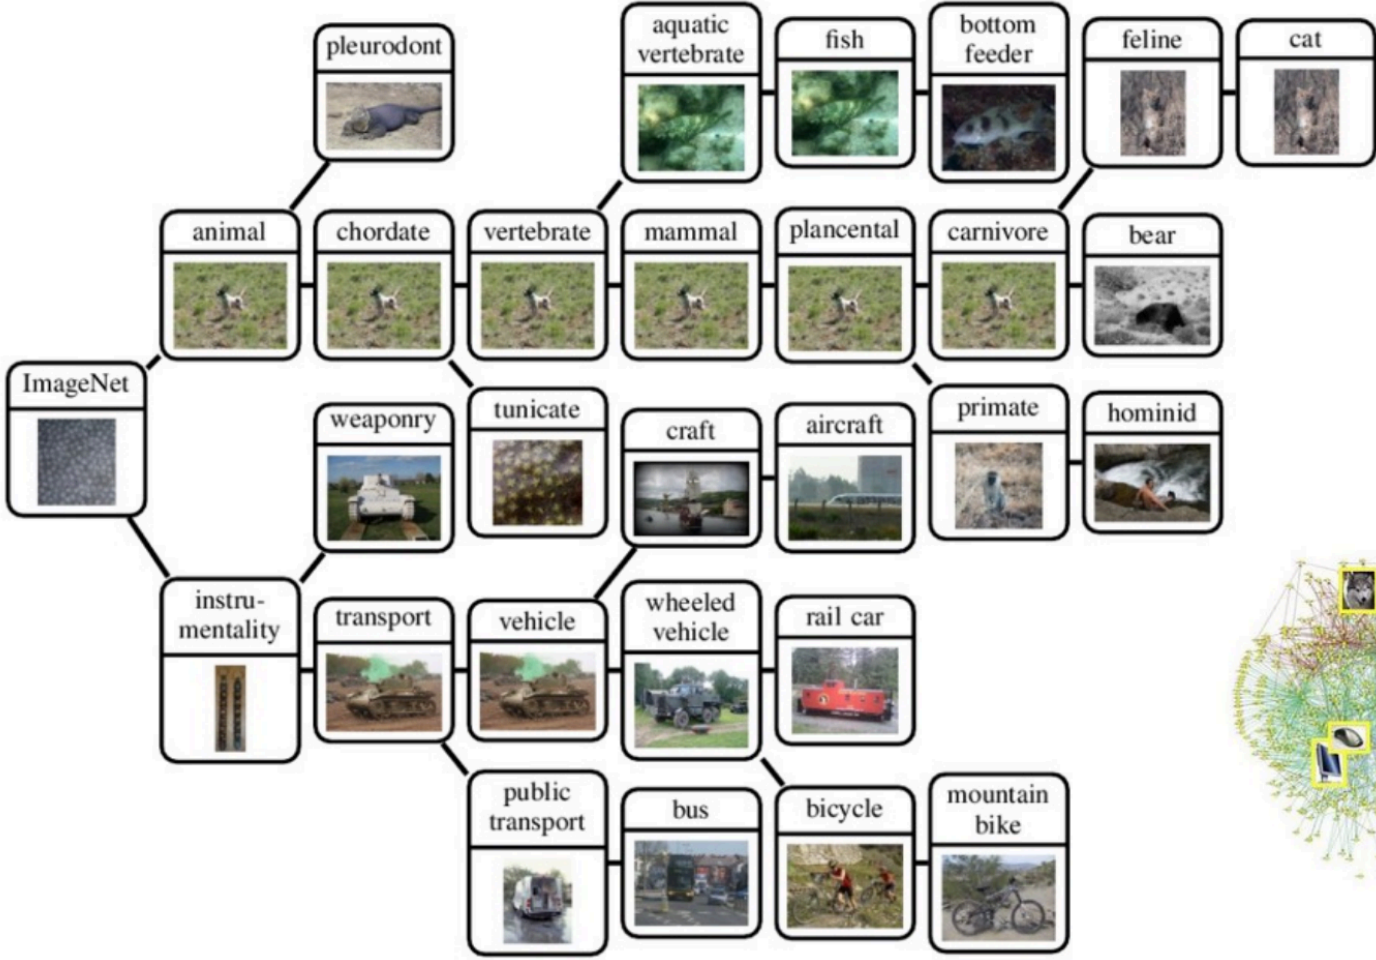 pleurodont
aquatic
vertebrate
fish
bottom
feeder
feline
cat
animal
chordate
vertebrate
mammal
plancental
carnivore
bear
ImageNet
weaponry
tunicate
craft
aircraft
primate
hominid
instru-
mentality
transport
vehicle
wheeled
vehicle
rail car
public
transport
bus
bicycle
mountain
bike